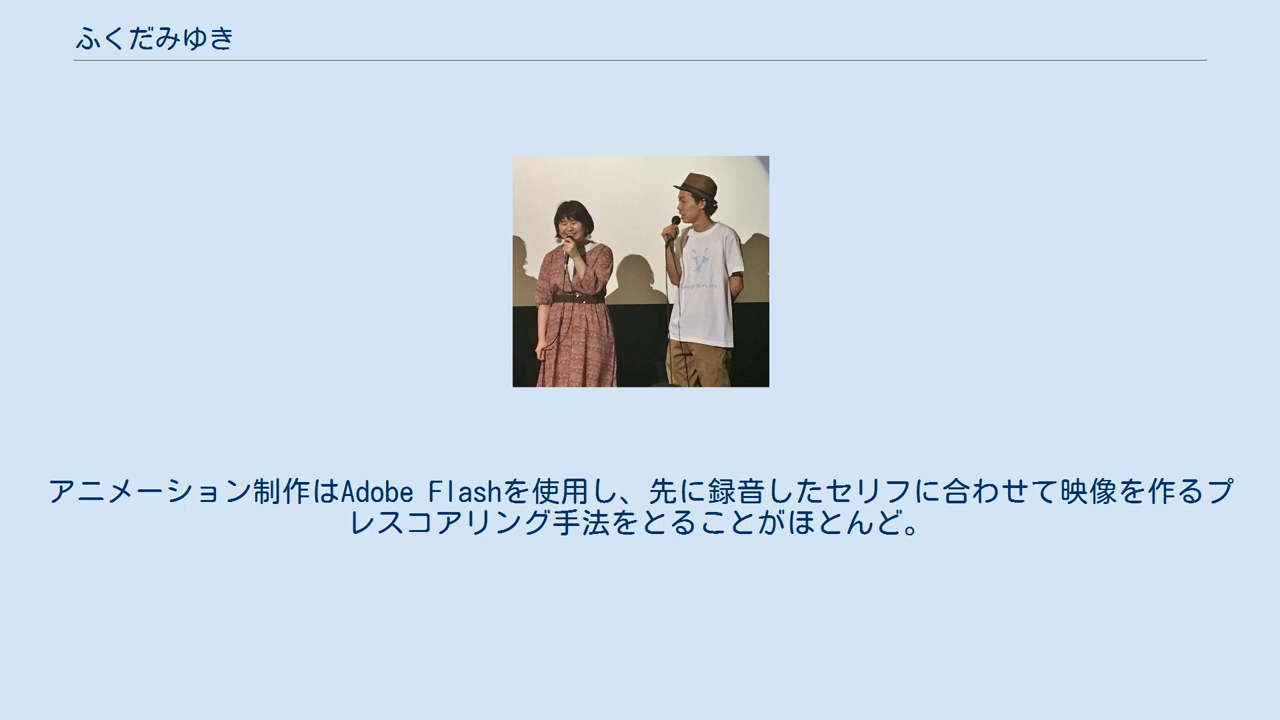 ふくだみゆき
アニメーション制作はAdobe Flashを使用し、先に録音したセリフに合わせて映像を作るプ
レスコアリング手法をとることがほとんど。